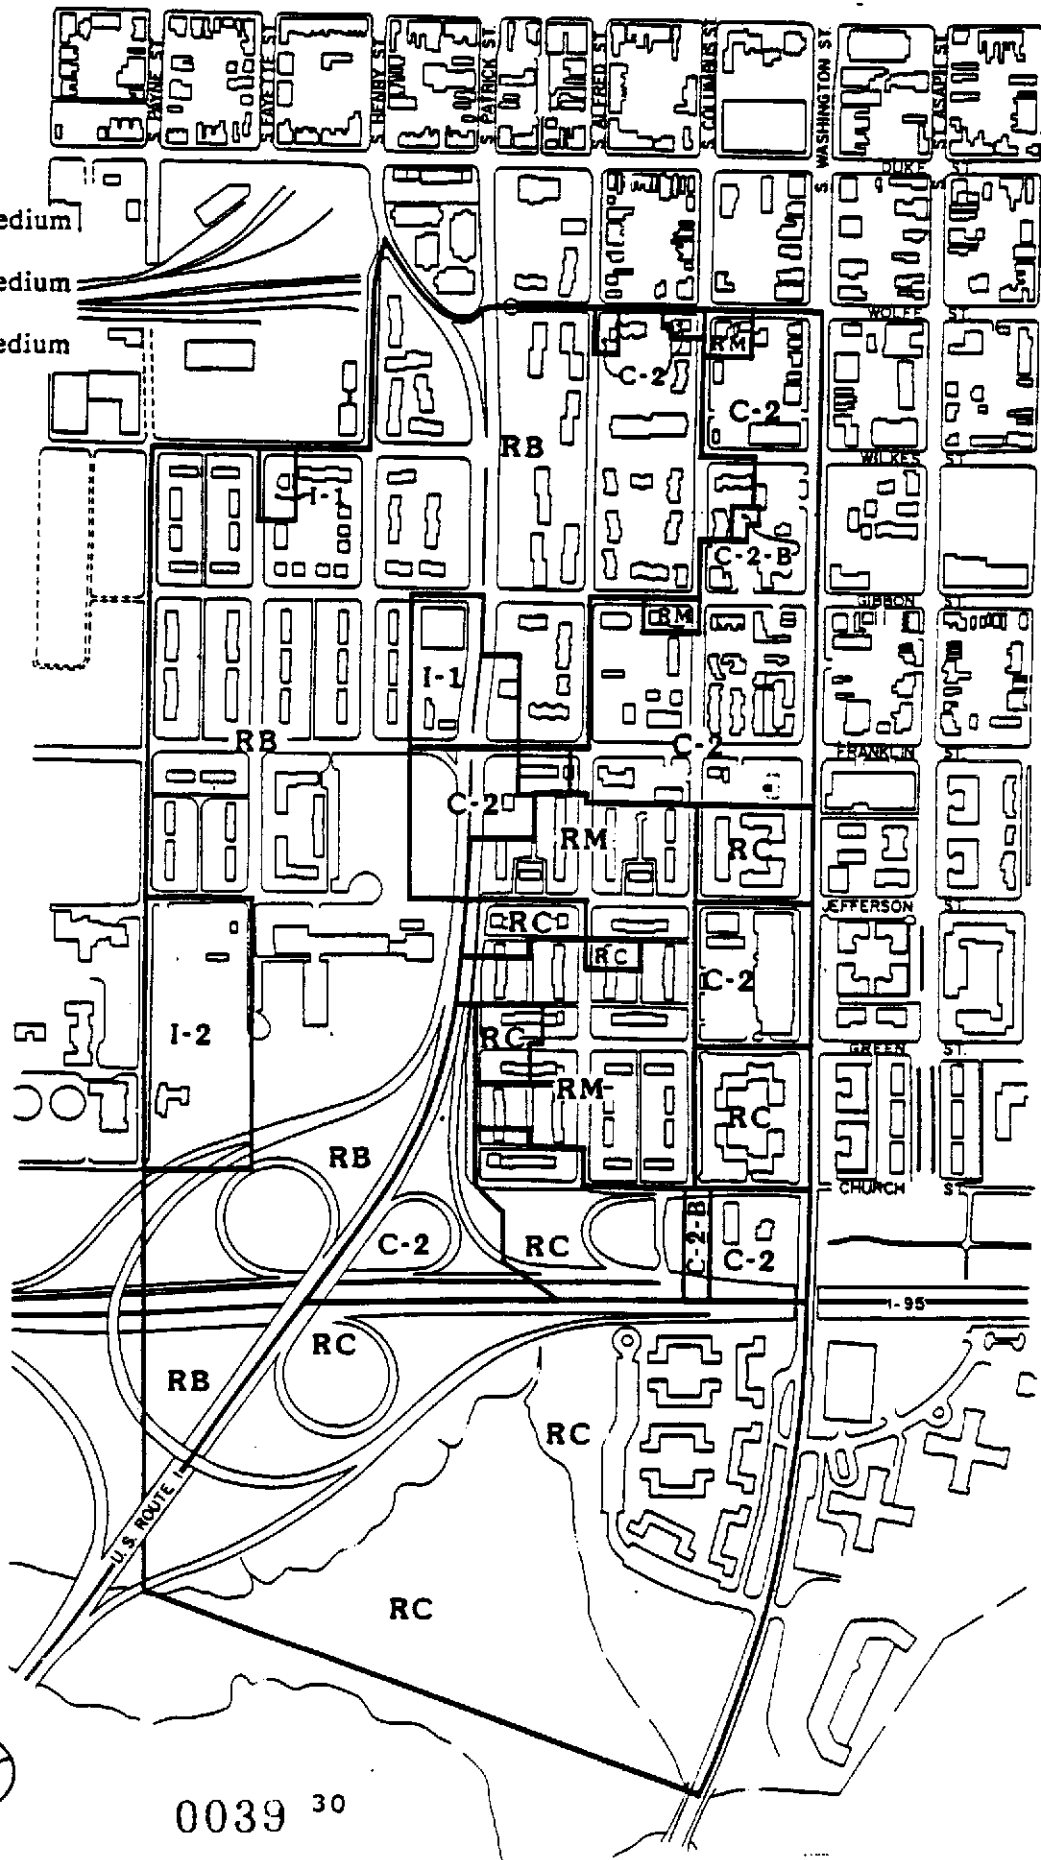 S PAYNE ST.
S FAYETTE ST.
S HENRY ST.
S PATRICK ST.
S ALFRED ST.
S COLUMBUS ST.
S WASHINGTON ST.
S ST ASAPH ST.
DUKE ST.
edium
edium
edium
WOLFE ST.
RM
C-2
C-2
RB
WILKES ST.
I-1
C-2-B
GIBBON ST.
RM
I-1
RB
C-2
FRANKLIN ST.
C-2
RM
RC
JEFFERSON ST.
RC
RC
C-2
I-2
RC
GREEN ST.
RM
RC
RB
CHURCH ST.
C-2
RC
C-2-B
C-2
I-95
RC
RB
RC
U.S. ROUTE 1
RC
0039 30